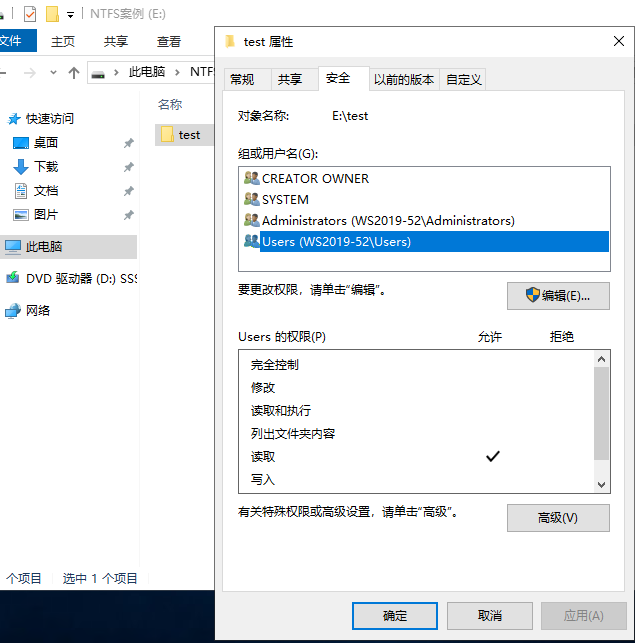 NTFS案例 (E:)
文件
主页
共享
查看
此电脑
NTF
名称
快速访问
桌面
下载
文档
图片
此电脑
DVD 驱动器 (D:) SS
网络
test
个项目
选中 1 个项目
test 属性
常规
共享
安全
以前的版本
自定义
对象名称:
E:\test
组或用户名(G):
CREATOR OWNER
SYSTEM
Administrators (WS2019-52\Administrators)
Users (WS2019-52\Users)
要更改权限，请单击“编辑”。
编辑(E)...
Users 的权限(P)
允许
拒绝
完全控制
修改
读取和执行
列出文件夹内容
读取
写入
有关特殊权限或高级设置，请单击“高级”。
高级(V)
确定
取消
应用(A)